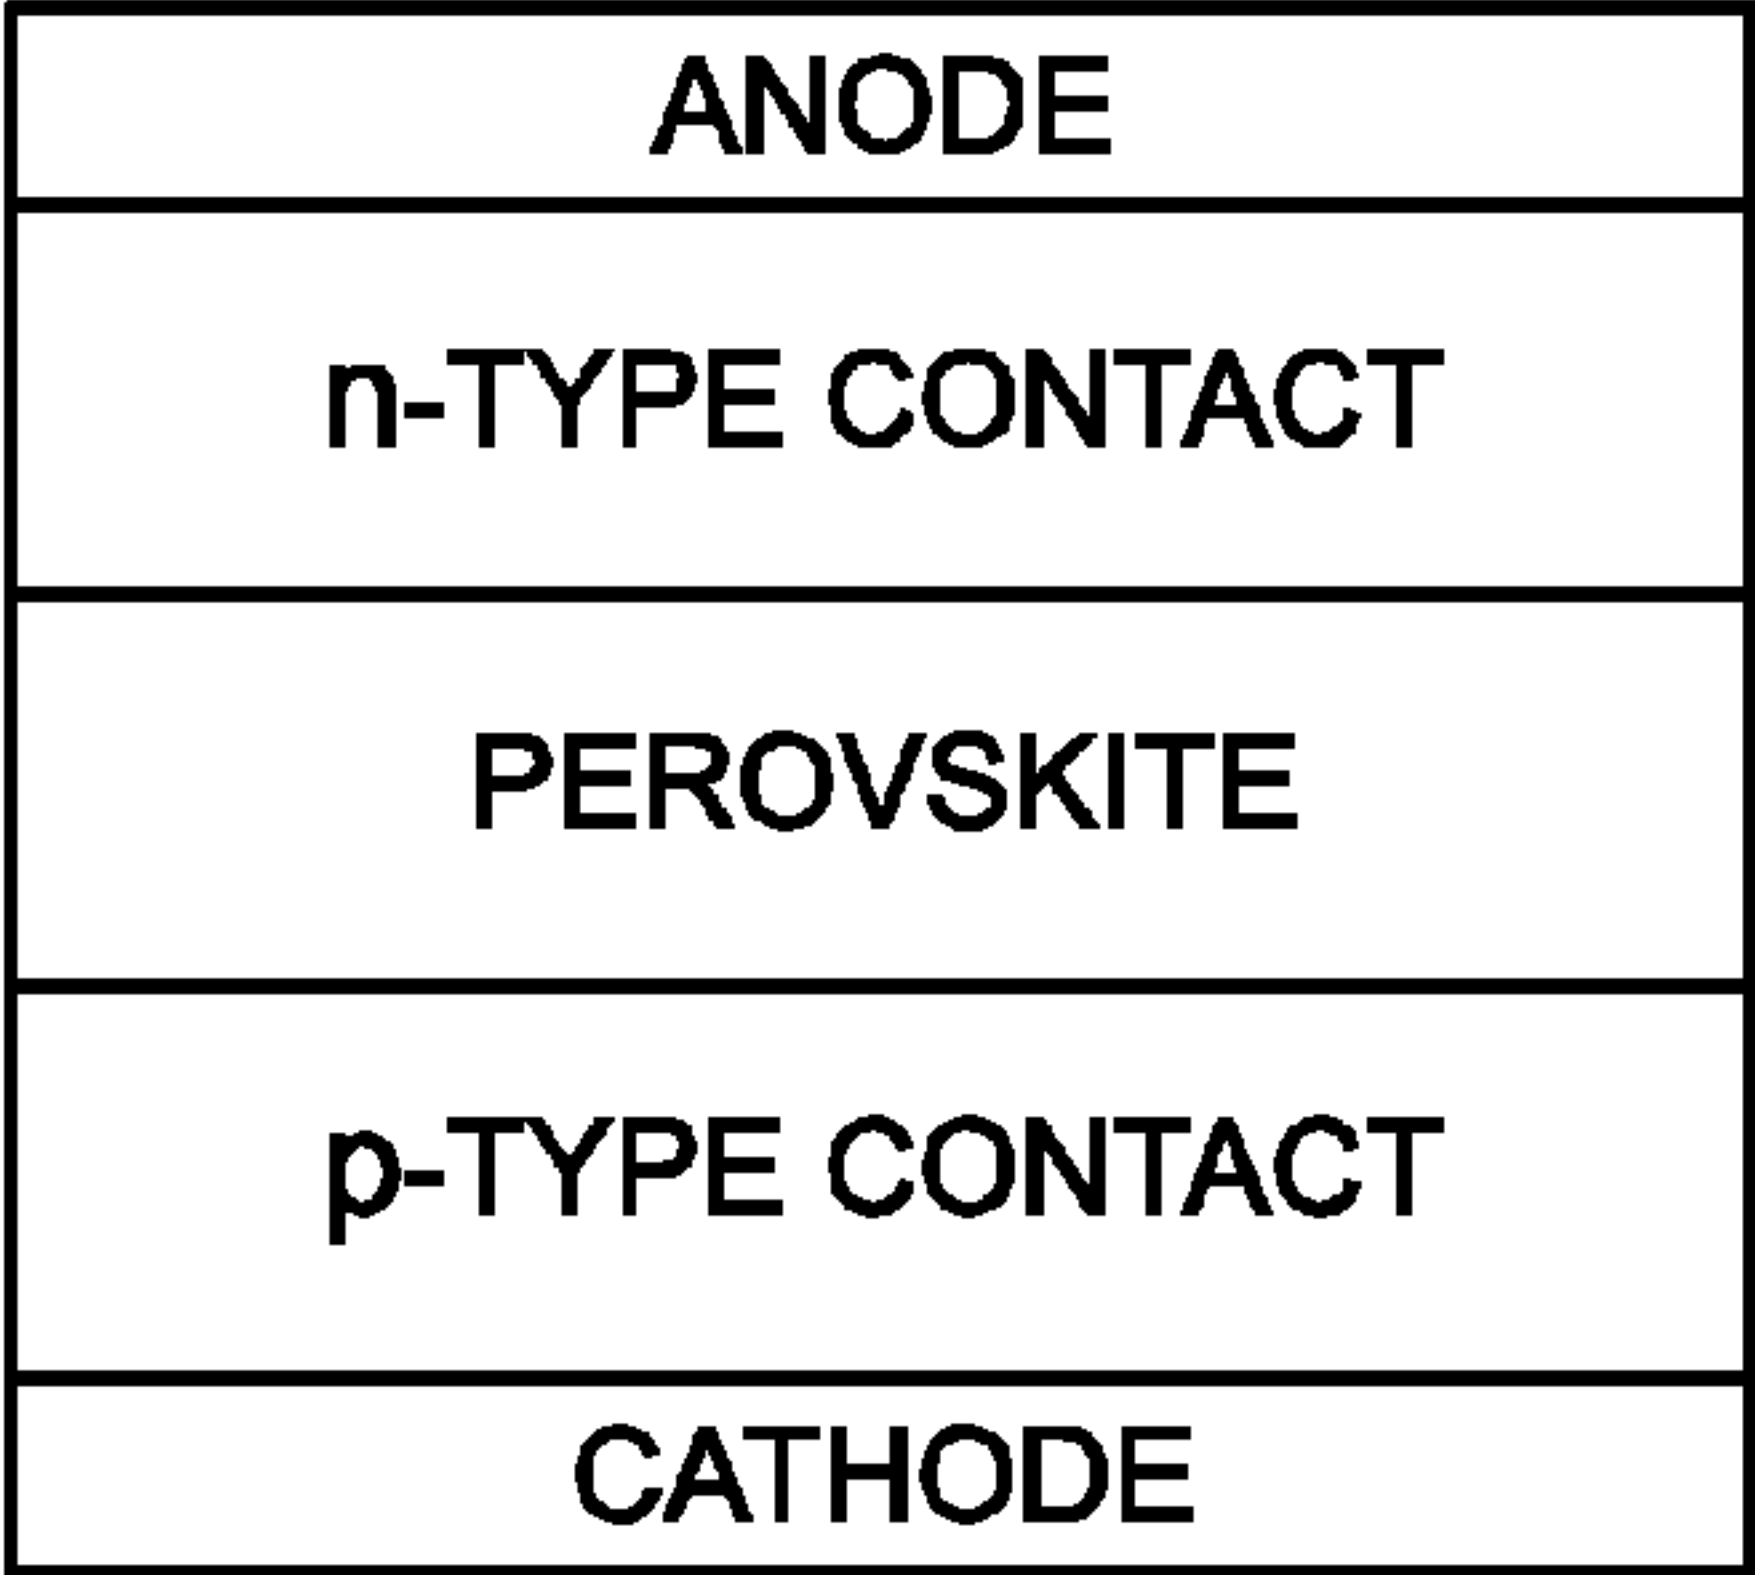 ANODE
n-TYPE CONTACT
PEROVSKITE
p-TYPE CONTACT
CATHODE